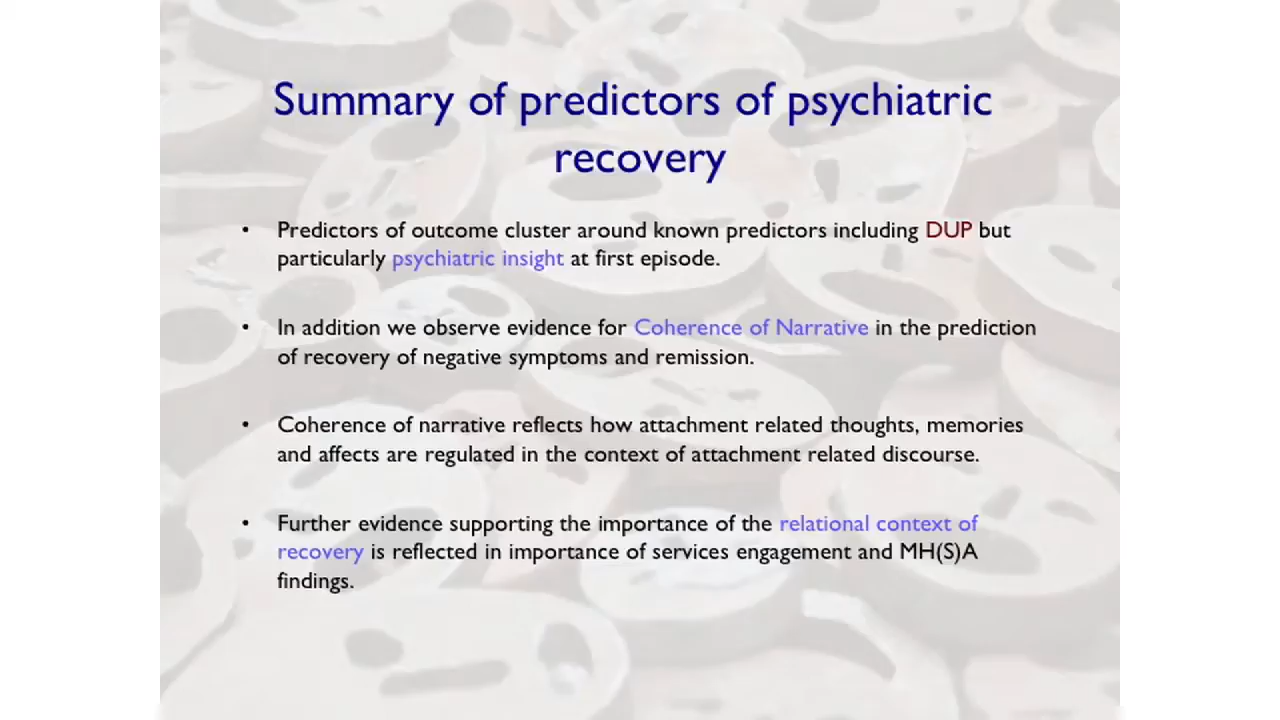 Summary of predictors of psychiatric
recovery
• Predictors of outcome cluster around known predictors including DUP but
particularly psychiatric insight at first episode.
• In addition we observe evidence for Coherence of Narrative in the prediction
of recovery of negative symptoms and remission.
• Coherence of narrative reflects how attachment related thoughts, memories
and affects are regulated in the context of attachment related discourse.
• Further evidence supporting the importance of the relational context of
recovery is reflected in importance of services engagement and MH(S)A
findings.